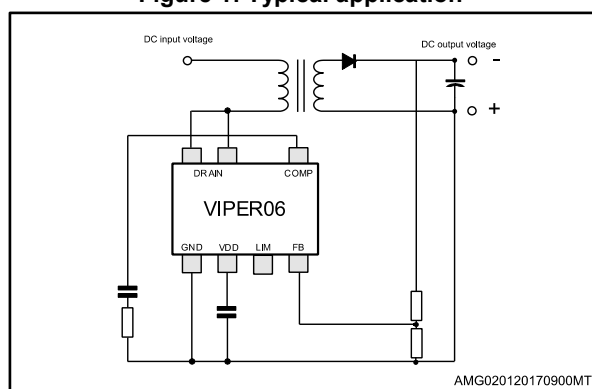 Figure 1. Typical application
DC input voltage
DC output voltage
-
+
DRAIN
COMP
VIPER06
GND
VDD
LIM
FB
AMG020120170900MT